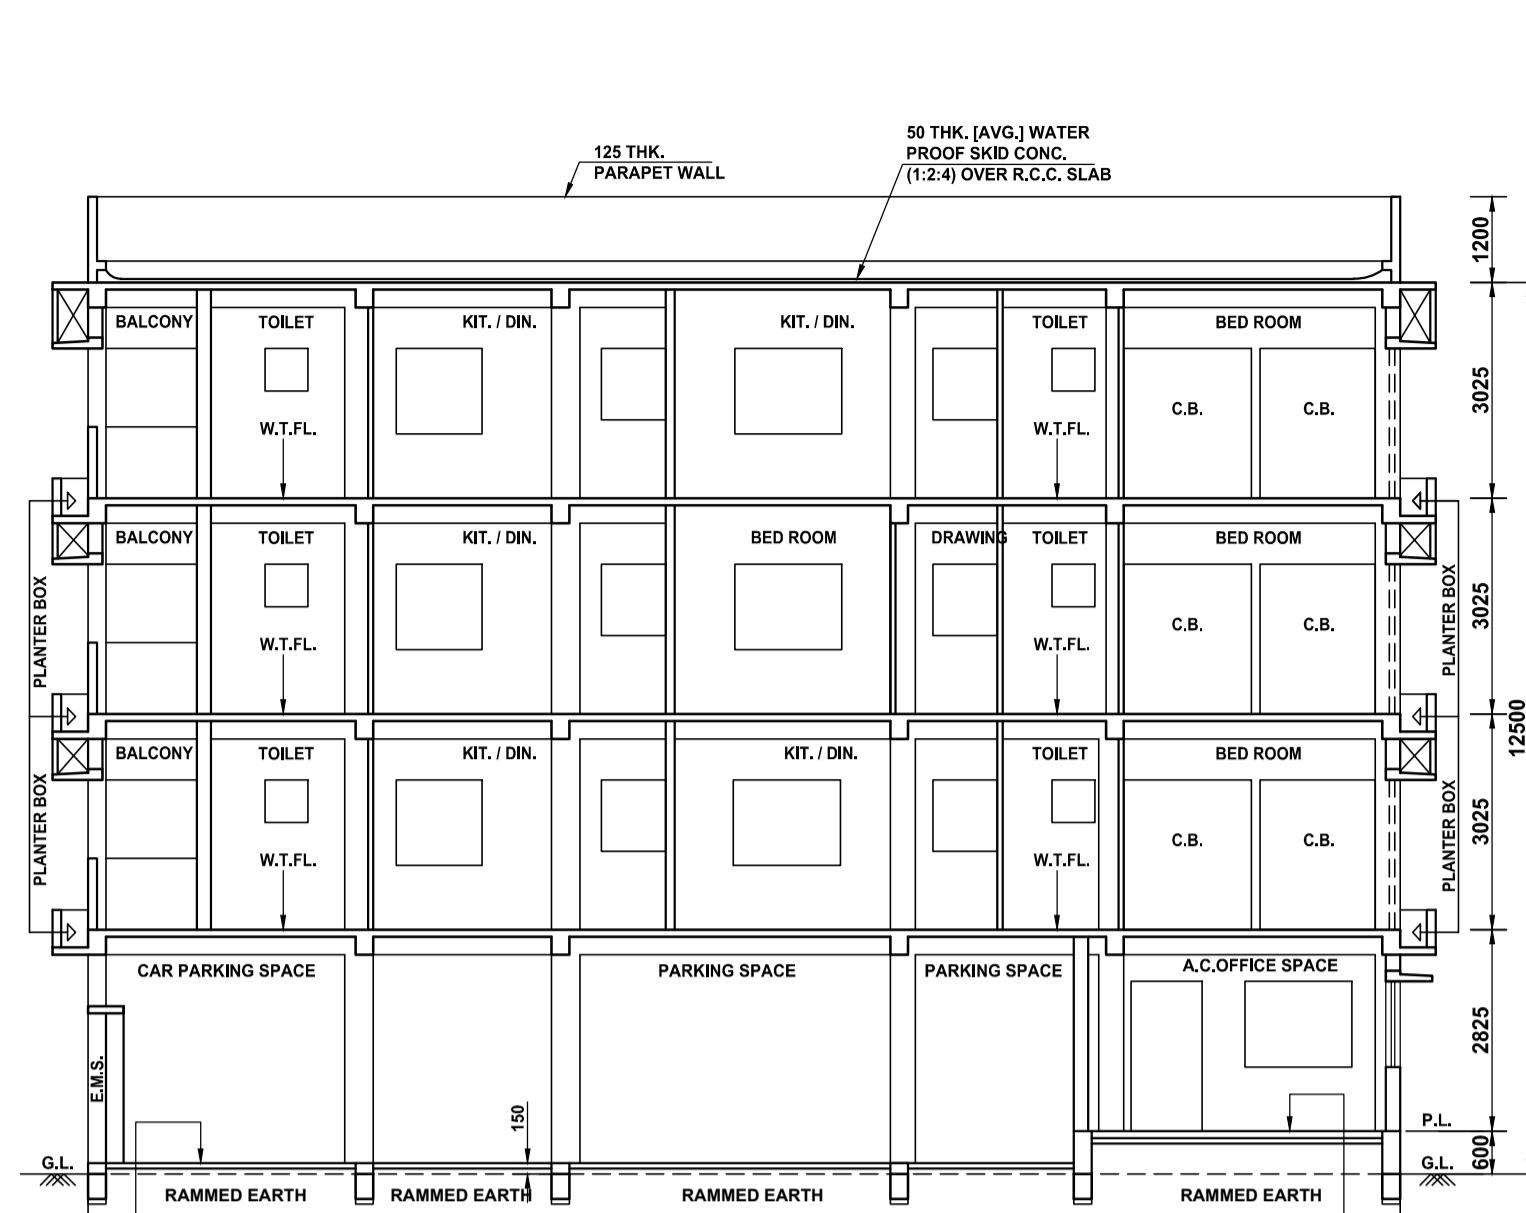 125 THK.
PARAPET WALL
50 THK. [AVG.] WATER
PROOF SKID CONC.
(1:2:4) OVER R.C.C. SLAB
1200
BALCONY
TOILET
KIT. / DIN.
KIT. / DIN.
TOILET
BED ROOM
W.T.FL.
W.T.FL.
C.B.
C.B.
3025
BALCONY
TOILET
KIT. / DIN.
BED ROOM
DRAWING
TOILET
BED ROOM
PLANTER BOX
W.T.FL.
W.T.FL.
C.B.
C.B.
PLANTER BOX
3025
12500
BALCONY
TOILET
KIT. / DIN.
KIT. / DIN.
TOILET
BED ROOM
PLANTER BOX
W.T.FL.
W.T.FL.
C.B.
C.B.
PLANTER BOX
3025
CAR PARKING SPACE
PARKING SPACE
PARKING SPACE
A.C.OFFICE SPACE
2825
E.M.S.
150
P.L.
600
G.L.
G.L.
RAMMED EARTH
RAMMED EARTH
RAMMED EARTH
RAMMED EARTH